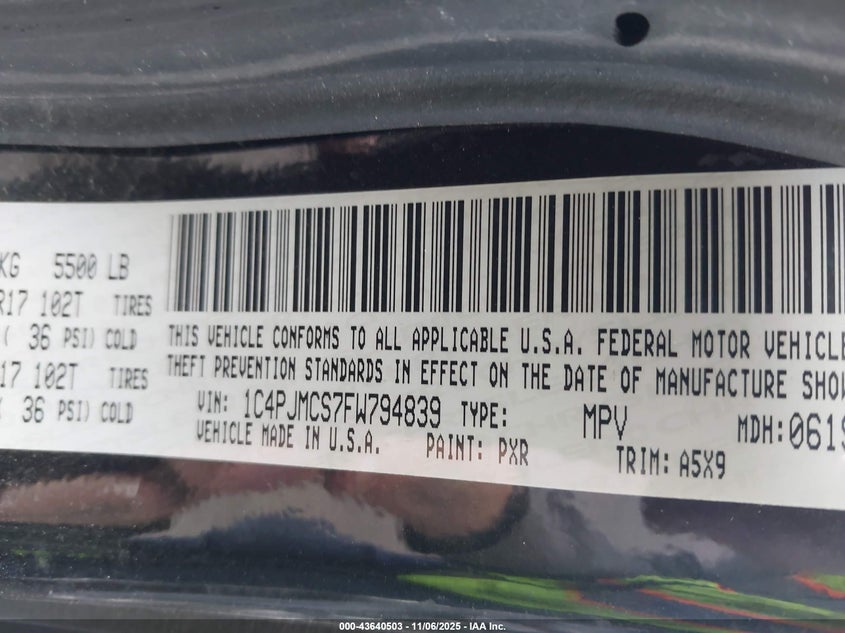 KG 5500 LB
R17 102T TIRES
( 36 PSI) COLD
17 102T TIRES
( 36 PSI) COLD
THIS VEHICLE CONFORMS TO ALL APPLICABLE U.S.A. FEDERAL MOTOR VEHICLE
THEFT PREVENTION STANDARDS IN EFFECT ON THE DATE OF MANUFACTURE SHOW
VIN: 1C4PJMCS7FW794839 TYPE: MPV MDH: 0619
VEHICLE MADE IN U.S.A. PAINT: PXR TRIM: A5X9
000-43640503 - 11/06/2025 - IAA Inc.